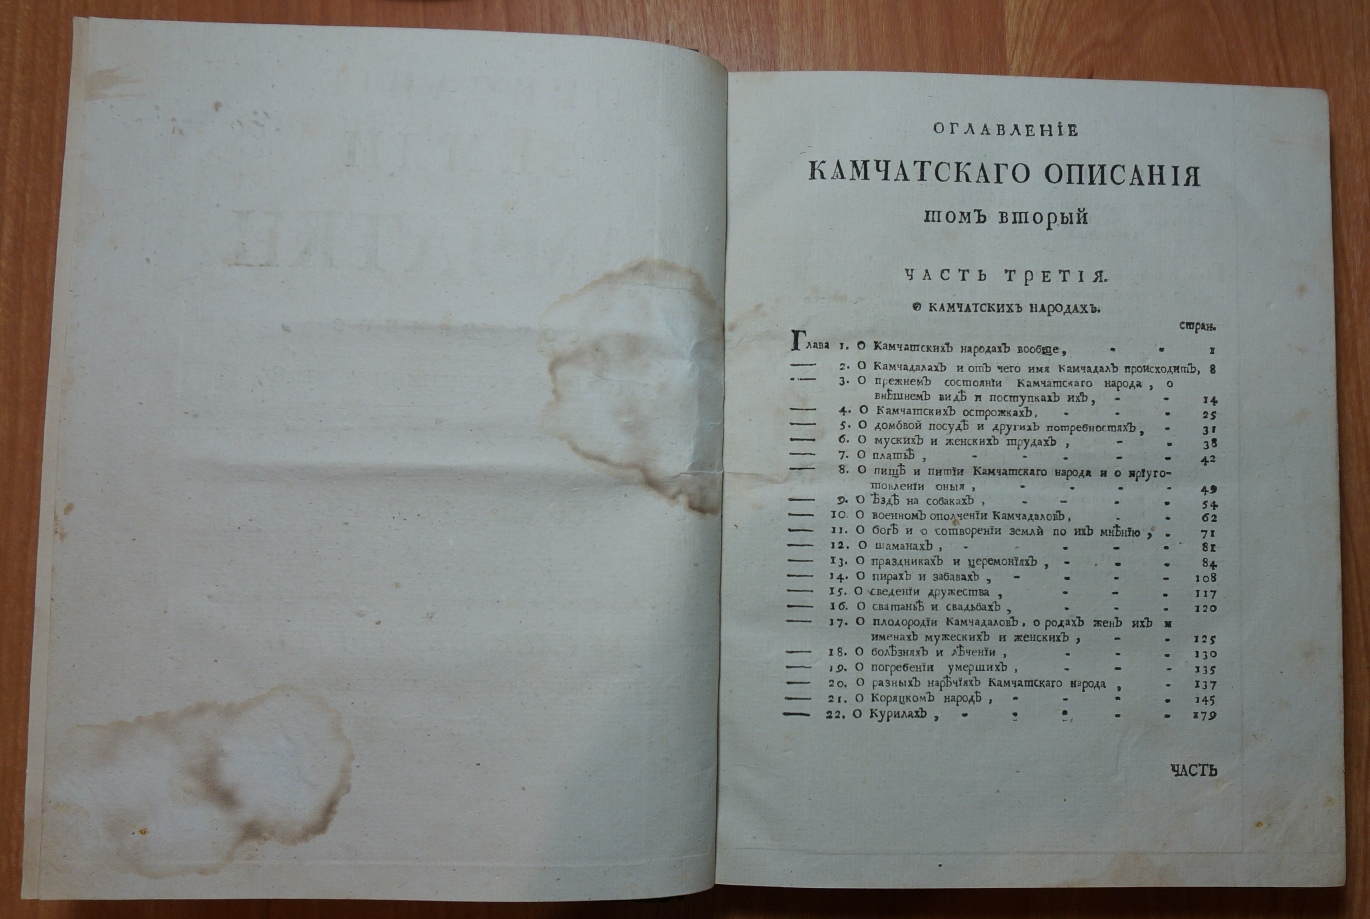 ОГЛАВЛЕНІЕ
КАМЧАТСКАГО ОПИСАНІЯ
томЪ вторый
ЧАСТЬ ТРЕТІЯ.
О КАМЧАТСКИХЪ НАРОДАХЪ.
стран.
Глава 1. О КамчатскихЪ народахЪ вообще, - - 1
— 2. О КамчадалахЪ и отЪ чего имя КамчадалЪ происходитЪ, 8
— 3. О прежнемЪ состояніи Камчатскаго народа, о
внѣшнемЪ видѣ и поступкахЪ ихЪ, - - 14
— 4. О КамчатскихЪ острожкахЪ, - - - 25
— 5. О домовой посудѣ и другихЪ потребностяхЪ, - 31
— 6. О мускихЪ и женскихЪ трудахЪ, - - 38
— 7. О платьѣ, - - - - - 42
— 8. О пищѣ и питіи Камчатскаго народа и о пріуго-
товленіи оныя, - - - - 49
— 9. О ѣздѣ на собакахЪ, - - - - 54
— 10. О военномЪ ополченіи КамчадаловЪ, - - 62
— 11. О богѣ и о сотвореніи земли по ихЪ мнѣнію, - 71
— 12. О шаманахЪ, - - - - - 81
— 13. О праздникахЪ и церемоніяхЪ, - - - 84
— 14. О пирахЪ и забавахЪ, - - - - 108
— 15. О сведеніи дружества, - - - 117
— 16. О сватаньѣ и свадьбахЪ, - - - 120
— 17. О плодородіи КамчадаловЪ, о родахЪ женЪ ихЪ и
именахЪ мужескихЪ и женскихЪ, - - 125
— 18. О болѣзняхЪ и лѣченіи, - - - 130
— 19. О погребеніи умершихЪ, - - - 135
— 20. О разныхЪ нарѣчіяхЪ Камчатскаго народа, - 137
— 21. О КоряцкомЪ народѣ, - - - - 145
— 22. О КурилахЪ, - - - - - 179
ЧАСТЬ